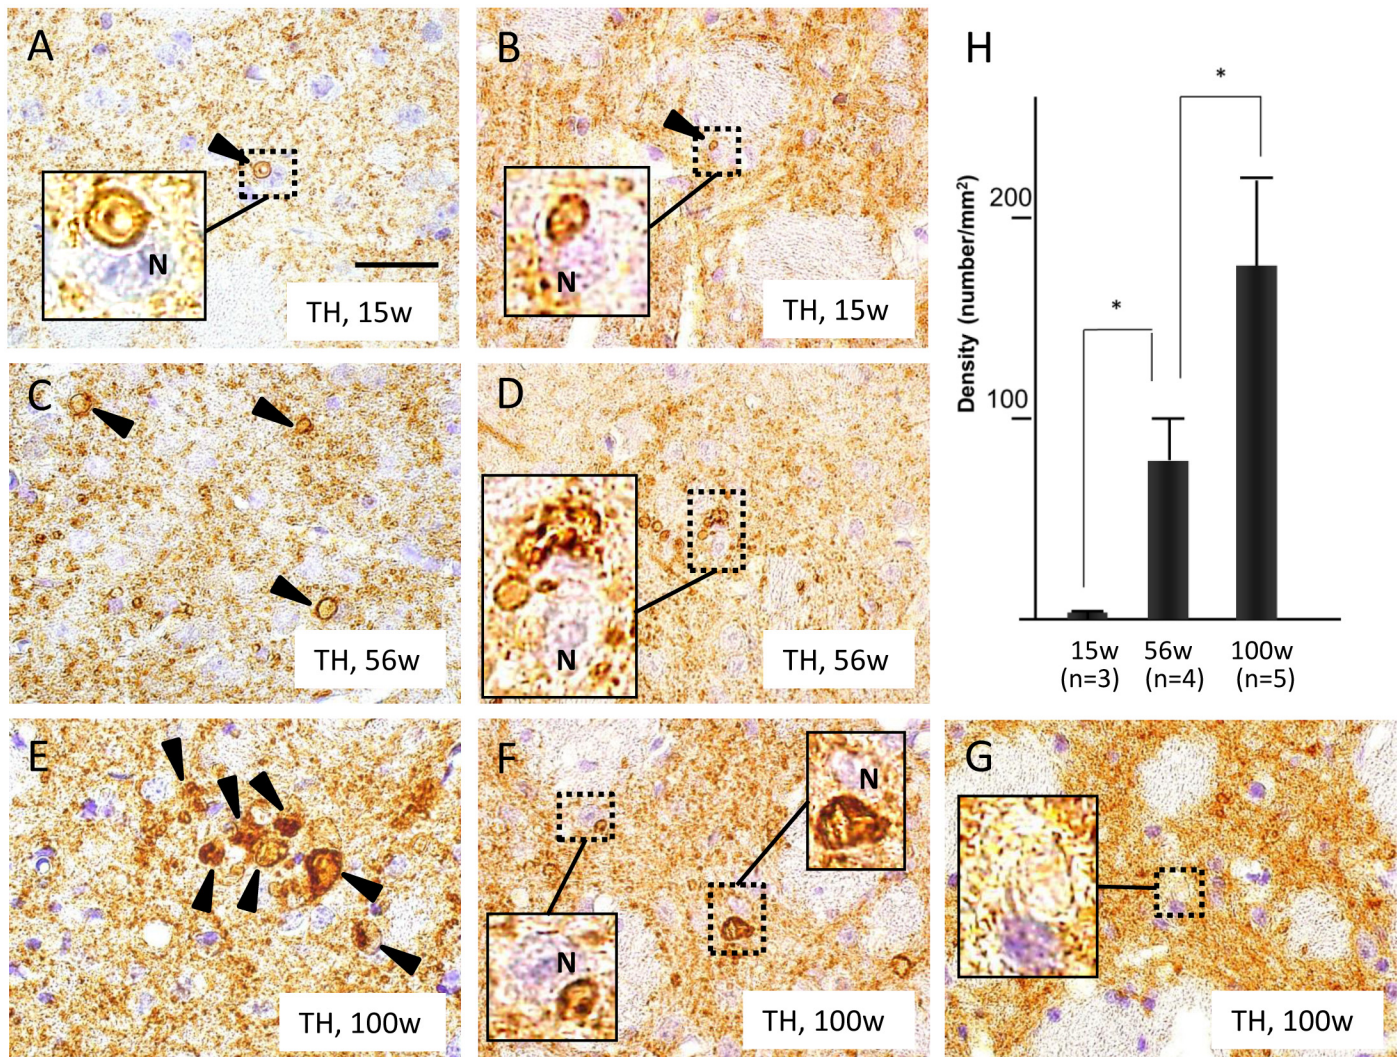 A
N
TH, 15w
B
N
TH, 15w
H
*
*
Density (number/mm²)
200
100
15w
(n=3)
56w
(n=4)
100w
(n=5)
C
TH, 56w
D
N
TH, 56w
E
TH, 100w
F
N
N
TH, 100w
G
TH, 100w